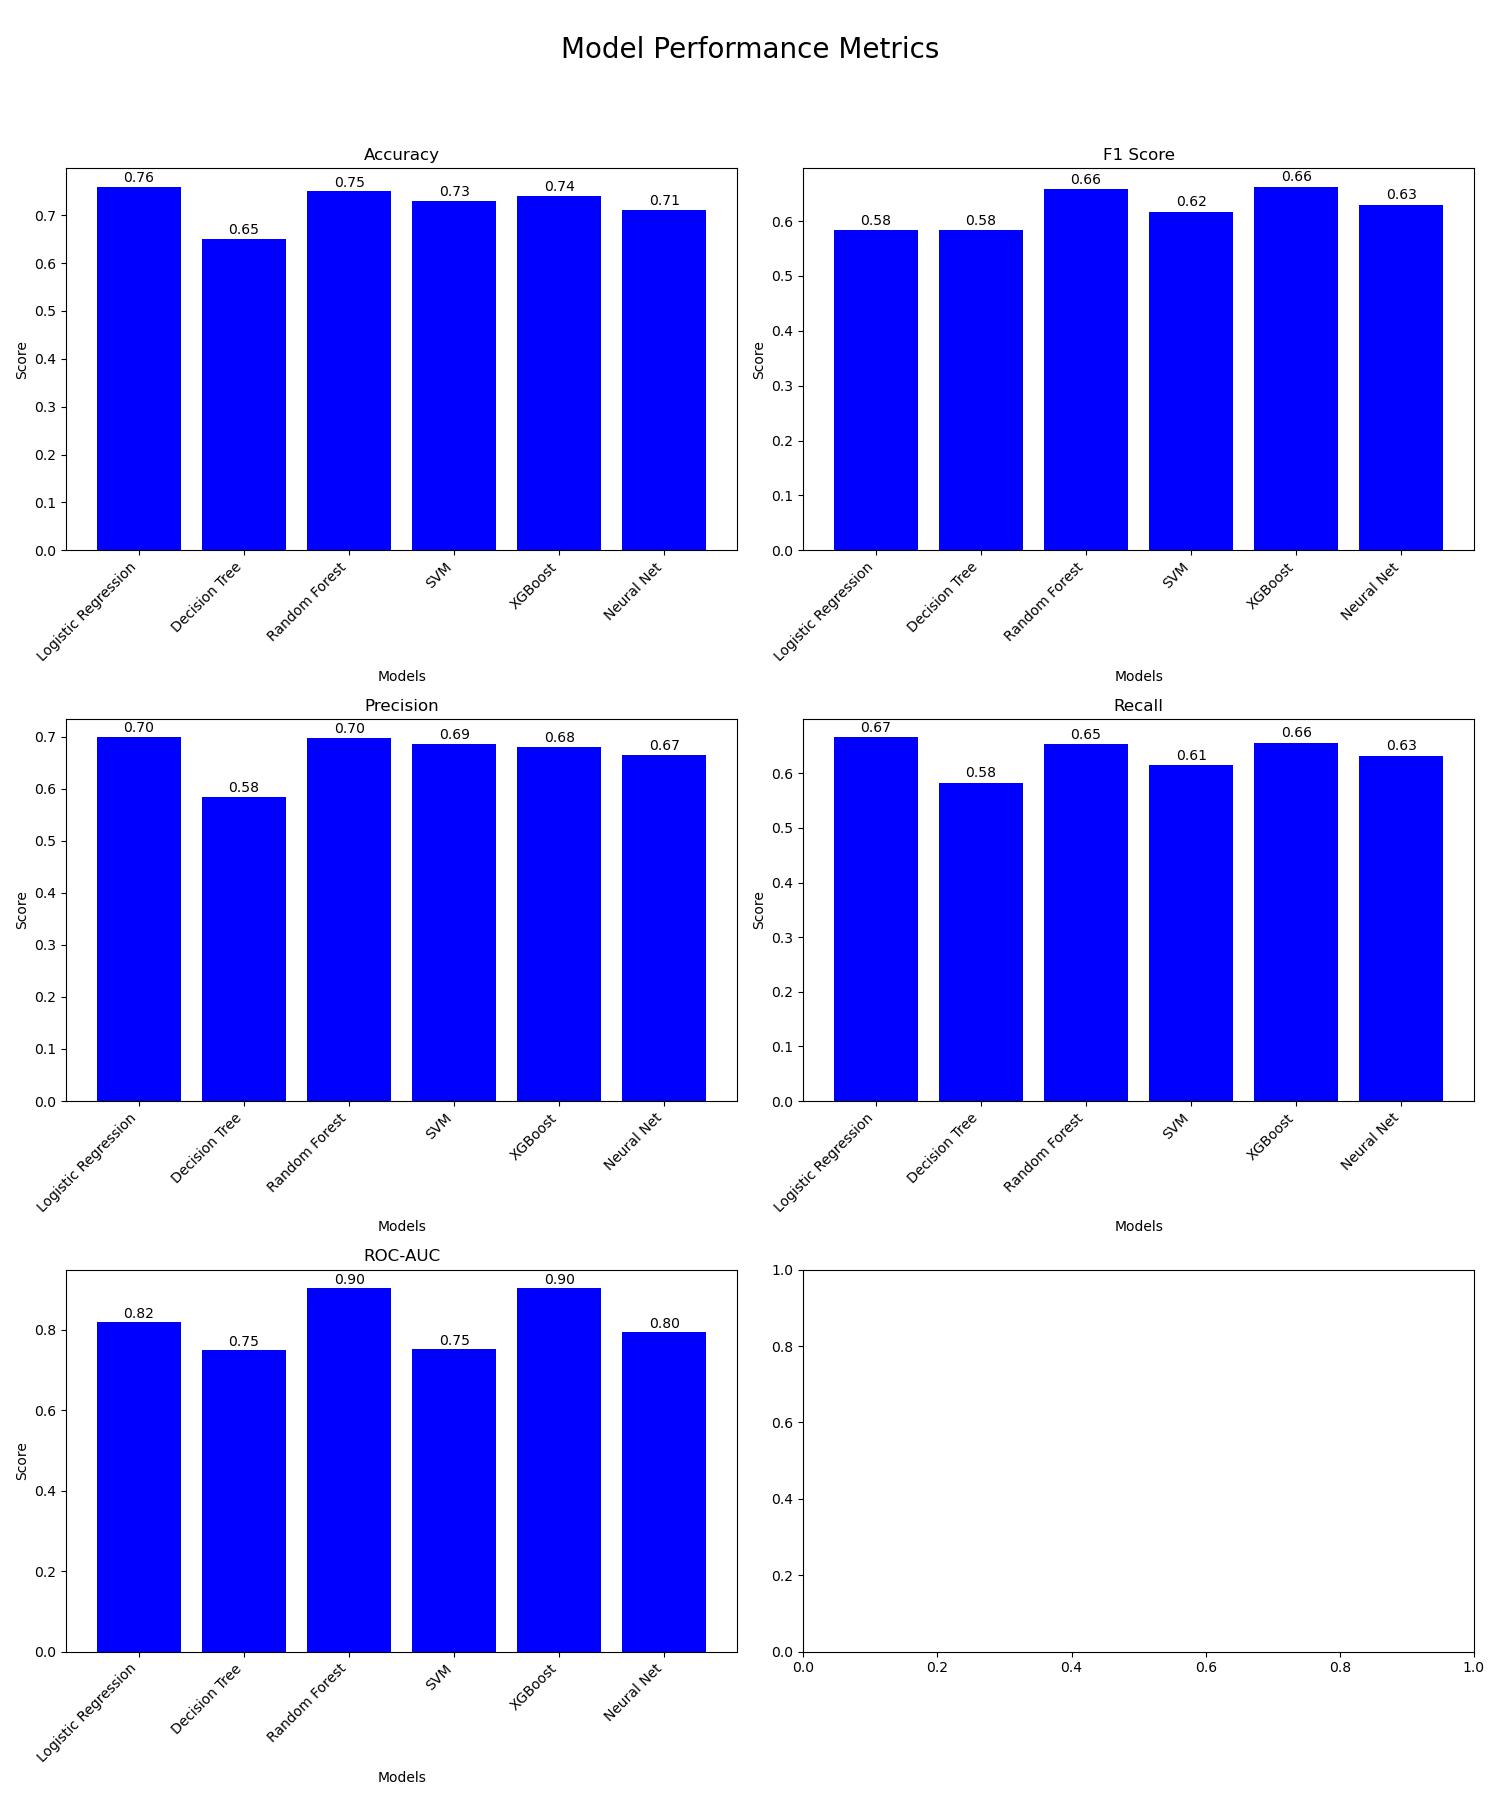 Model Performance Metrics
Accuracy
0.76 0.65 0.75 0.73 0.74 0.71
0.7
0.6
0.5
0.4
0.3
0.2
0.1
0.0
Score
Logistic Regression
Decision Tree
Random Forest
SVM
XGBoost
Neural Net
Models
F1 Score
0.58 0.58 0.66 0.62 0.66 0.63
0.6
0.5
0.4
0.3
0.2
0.1
0.0
Score
Logistic Regression
Decision Tree
Random Forest
SVM
XGBoost
Neural Net
Models
Precision
0.70 0.58 0.70 0.69 0.68 0.67
0.7
0.6
0.5
0.4
0.3
0.2
0.1
0.0
Score
Logistic Regression
Decision Tree
Random Forest
SVM
XGBoost
Neural Net
Models
Recall
0.67 0.58 0.65 0.61 0.66 0.63
0.6
0.5
0.4
0.3
0.2
0.1
0.0
Score
Logistic Regression
Decision Tree
Random Forest
SVM
XGBoost
Neural Net
Models
ROC-AUC
0.82 0.75 0.90 0.75 0.90 0.80
0.8
0.6
0.4
0.2
0.0
Score
Logistic Regression
Decision Tree
Random Forest
SVM
XGBoost
Neural Net
Models
1.0
0.8
0.6
0.4
0.2
0.0
0.0 0.2 0.4 0.6 0.8 1.0